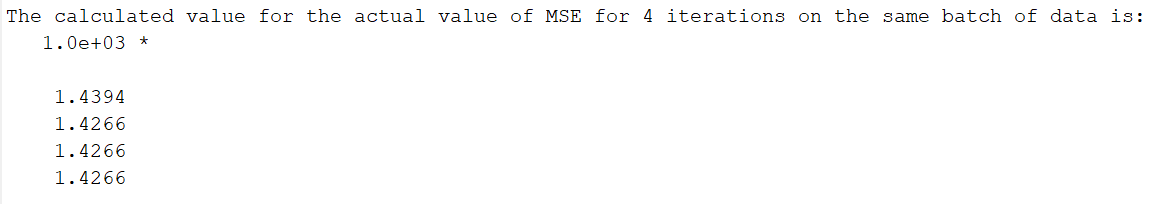 The calculated value for the actual value of MSE for 4 iterations on the same batch of data is:
1.0e+03 *
1.4394
1.4266
1.4266
1.4266